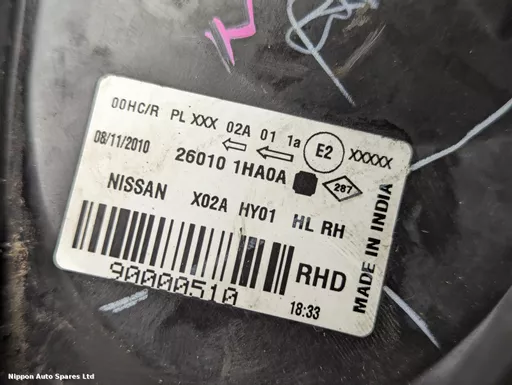 00HC/R PL XXX 02A 01 1a E2 XXXXX
08/11/2010
26010 1HA0A 287
NISSAN X02A HY01 HL RH
MADE IN INDIA
RHD
90000510
18:33
Nippon Auto Spares Ltd